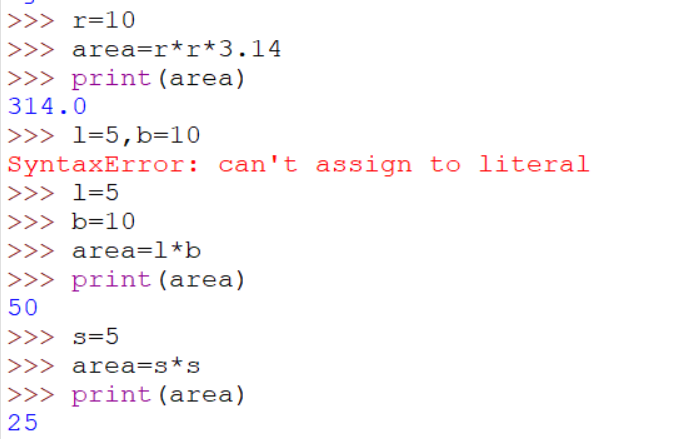 >>> r=10
>>> area=r*r*3.14
>>> print(area)
314.0
>>> l=5,b=10
SyntaxError: can't assign to literal
>>> l=5
>>> b=10
>>> area=l*b
>>> print(area)
50
>>> s=5
>>> area=s*s
>>> print(area)
25